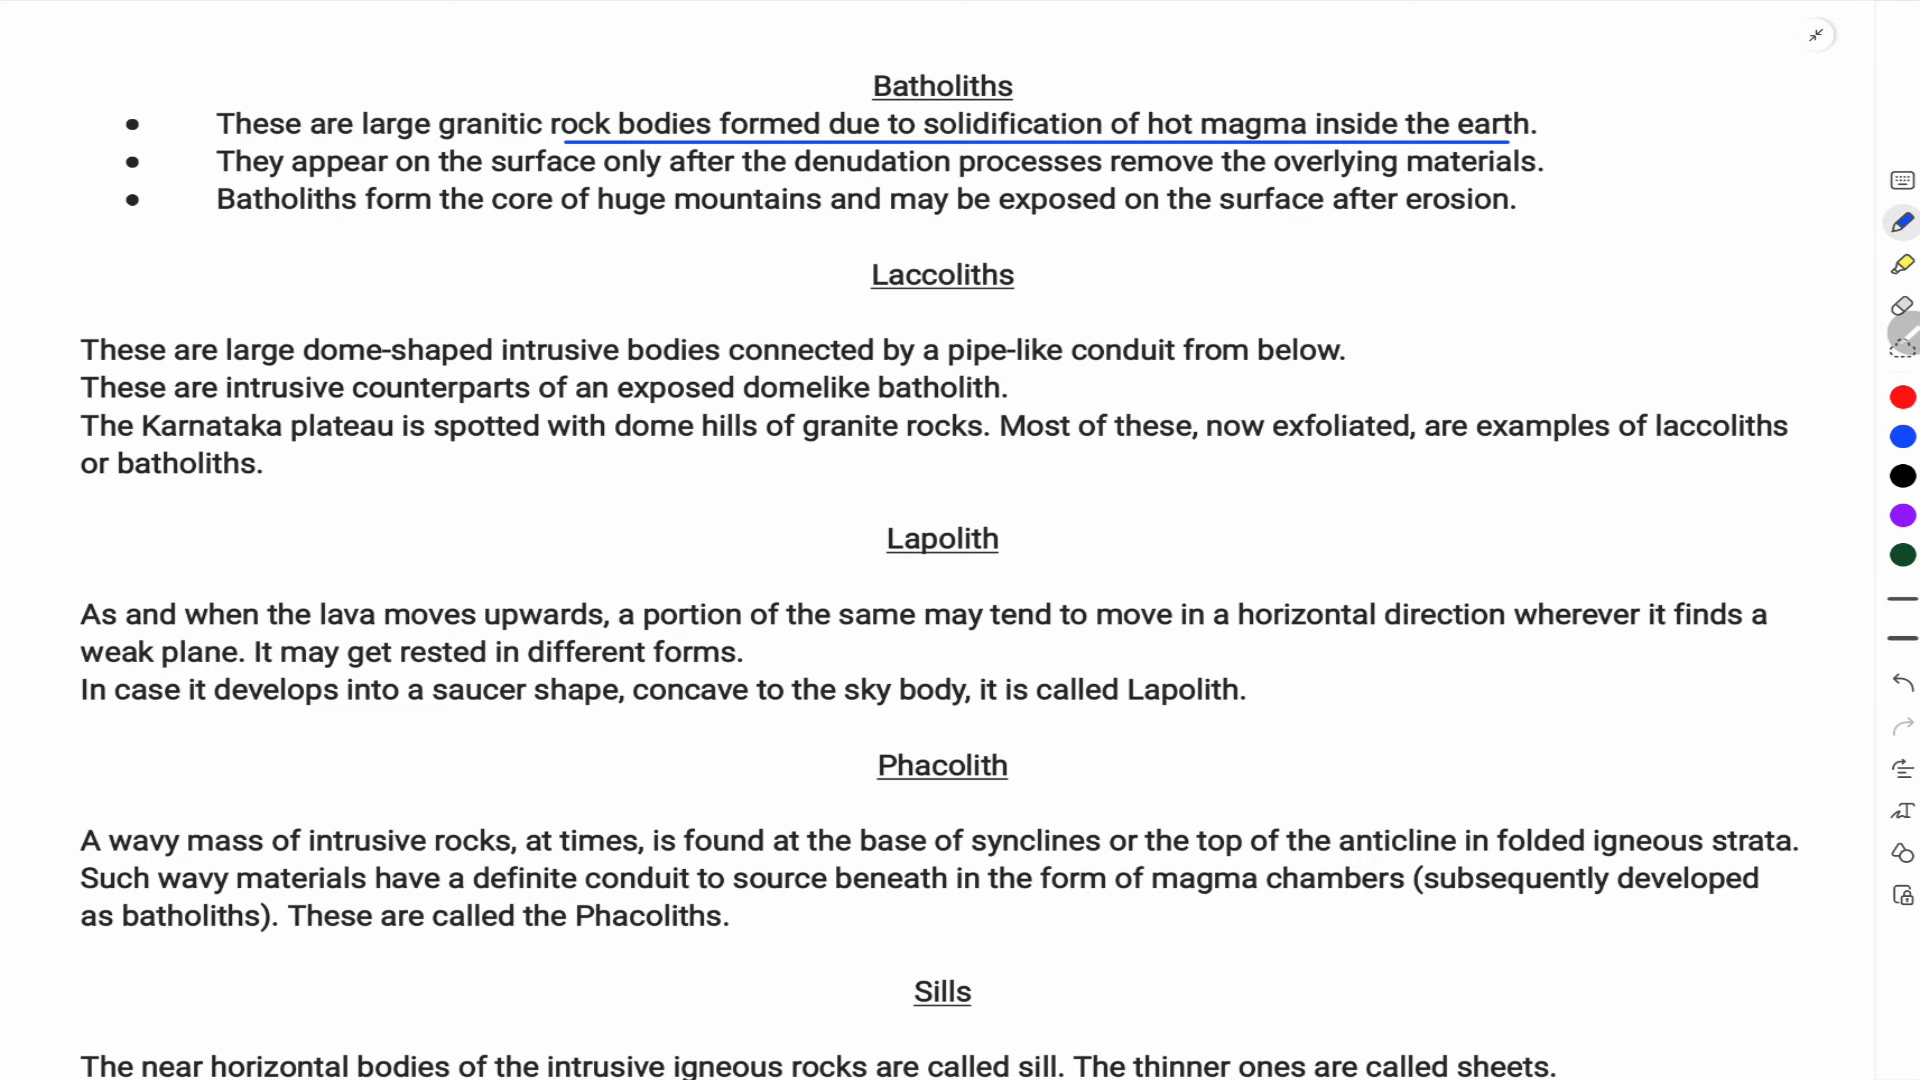 Batholiths
• These are large granitic rock bodies formed due to solidification of hot magma inside the earth.
• They appear on the surface only after the denudation processes remove the overlying materials.
• Batholiths form the core of huge mountains and may be exposed on the surface after erosion.
Laccoliths
These are large dome-shaped intrusive bodies connected by a pipe-like conduit from below.
These are intrusive counterparts of an exposed domelike batholith.
The Karnataka plateau is spotted with dome hills of granite rocks. Most of these, now exfoliated, are examples of laccoliths
or batholiths.
Lapolith
As and when the lava moves upwards, a portion of the same may tend to move in a horizontal direction wherever it finds a
weak plane. It may get rested in different forms.
In case it develops into a saucer shape, concave to the sky body, it is called Lapolith.
Phacolith
A wavy mass of intrusive rocks, at times, is found at the base of synclines or the top of the anticline in folded igneous strata.
Such wavy materials have a definite conduit to source beneath in the form of magma chambers (subsequently developed
as batholiths). These are called the Phacoliths.
Sills
The near horizontal bodies of the intrusive igneous rocks are called sill. The thinner ones are called sheets.